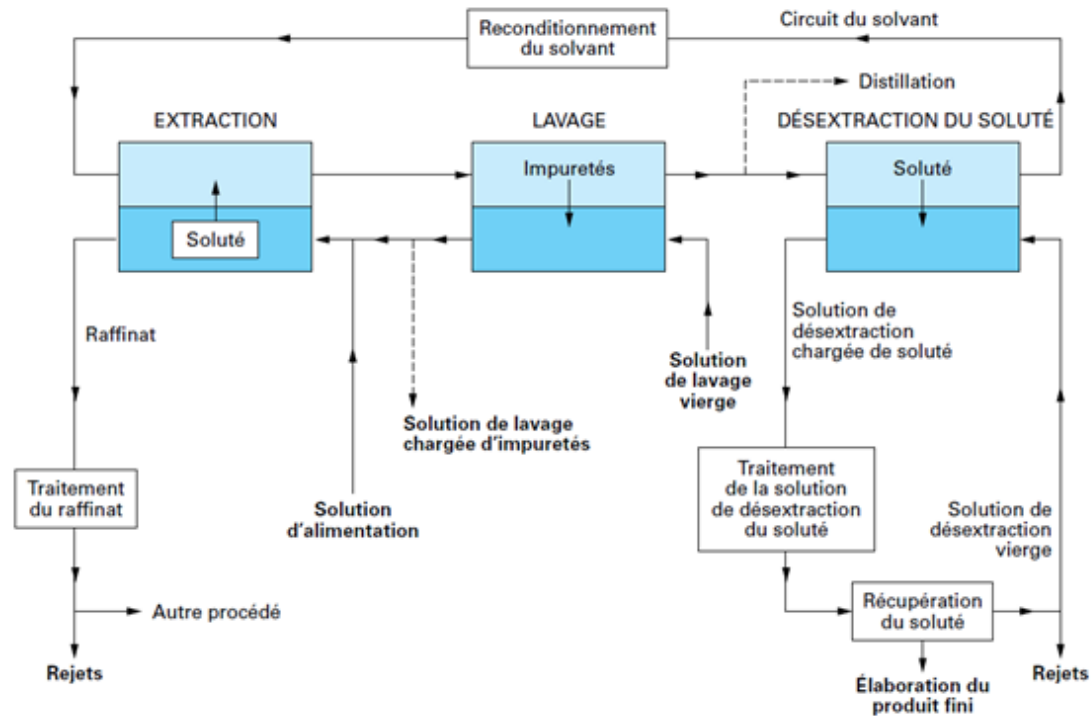 Circuit du solvant
Reconditionnement
du solvant
Distillation
EXTRACTION
LAVAGE
DÉSEXTRACTION DU SOLUTÉ
Impuretés
Soluté
Soluté
Raffinat
Solution de
désextraction
chargée de soluté
Solution
de lavage
vierge
Solution de lavage
chargée d'impuretés
Traitement
du raffinat
Solution
d'alimentation
Traitement
de la solution
de désextraction
du soluté
Solution de
désextraction
vierge
Autre procédé
Récupération
du soluté
Rejets
Élaboration du
produit fini
Rejets